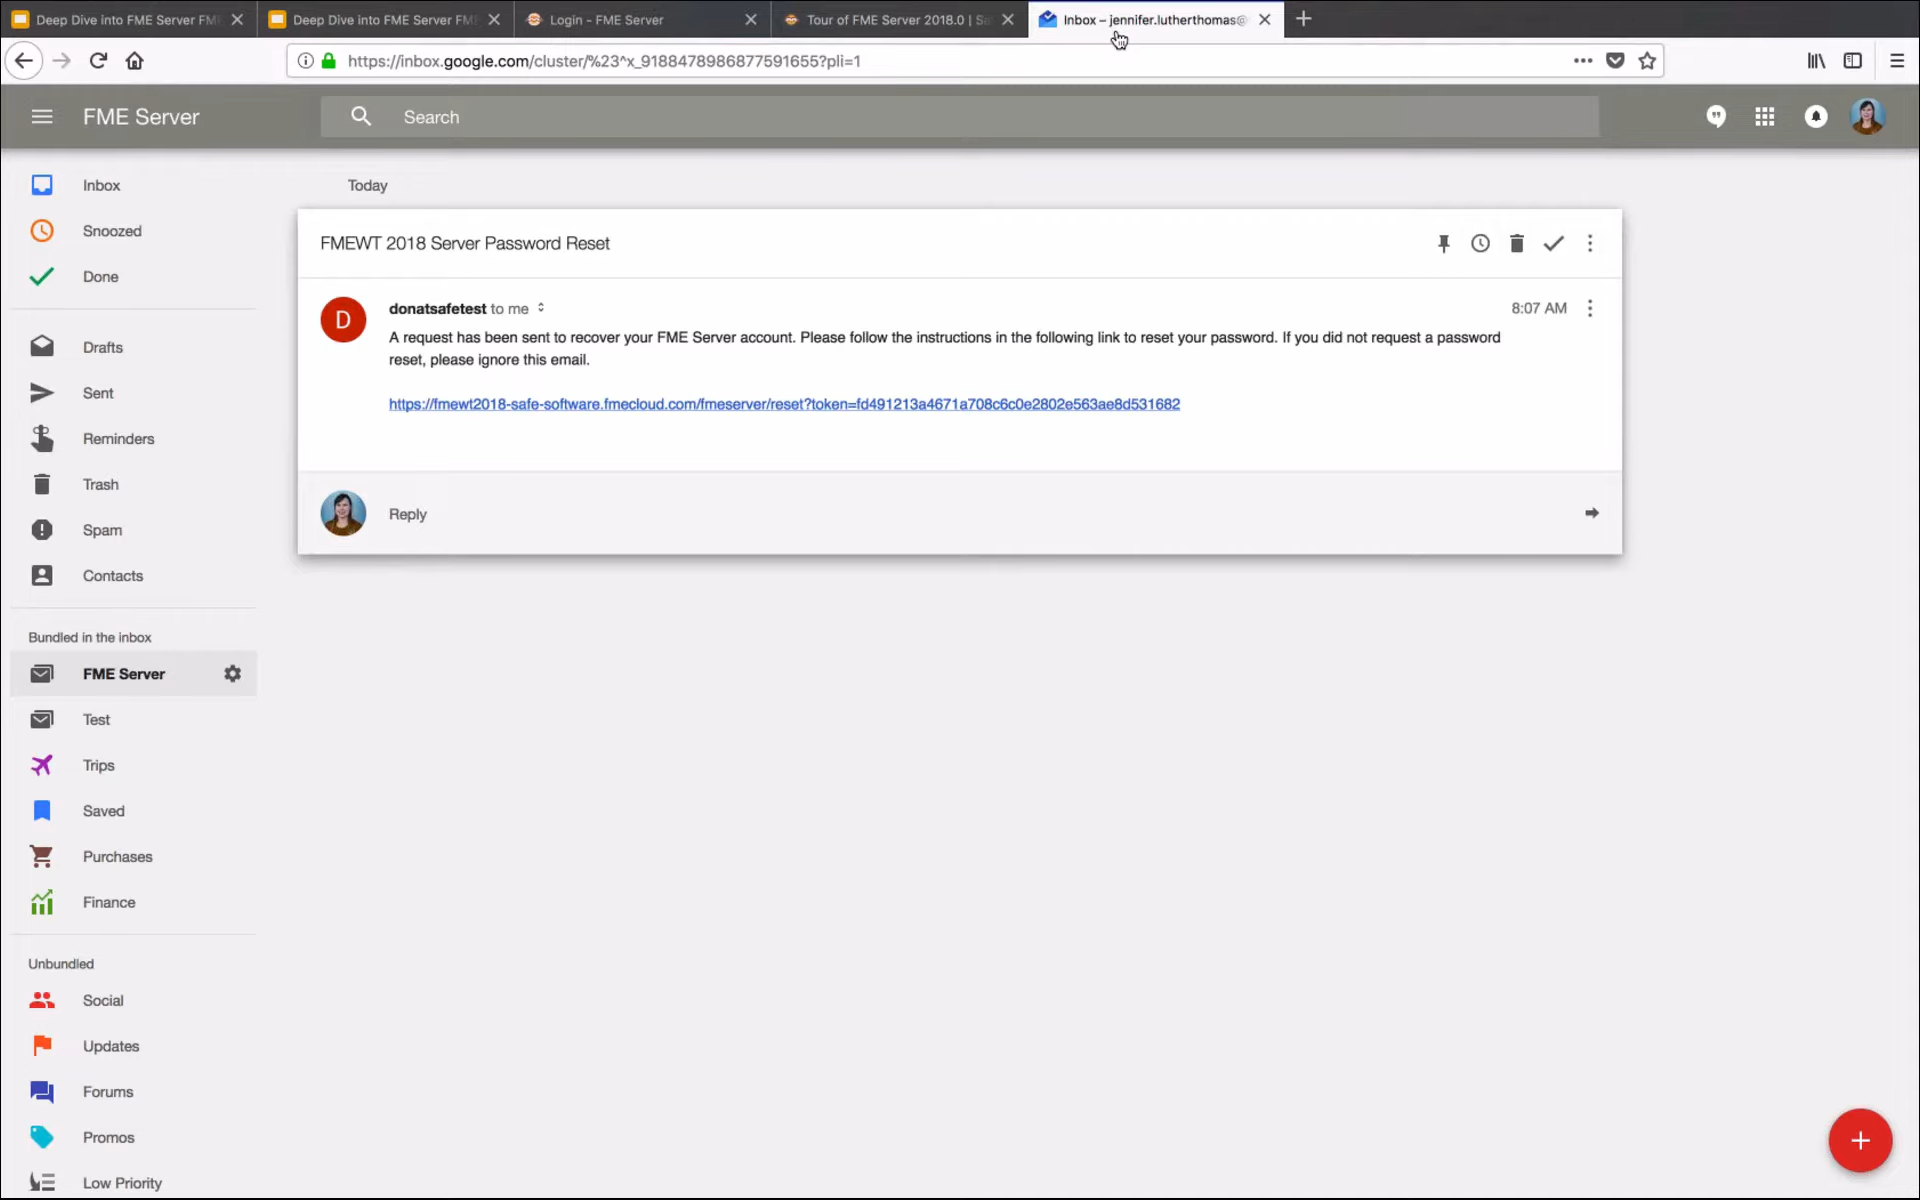 Deep Dive into FME Server FM
Deep Dive into FME Server FM
Login - FME Server
Tour of FME Server 2018.0 | Sa
Inbox – jennifer.lutherthomas@
https://inbox.google.com/cluster/%23^x_9188478986877591655?pli=1
FME Server
Search
Inbox
Snoozed
Done
Drafts
Sent
Reminders
Trash
Spam
Contacts
Bundled in the inbox
FME Server
Test
Trips
Saved
Purchases
Finance
Unbundled
Social
Updates
Forums
Promos
Low Priority
Today
FMEWT 2018 Server Password Reset
D
donatsafetest to me
8:07 AM
A request has been sent to recover your FME Server account. Please follow the instructions in the following link to reset your password. If you did not request a password
reset, please ignore this email.
https://fmewt2018-safe-software.fmecloud.com/fmeserver/reset?token=fd491213a4671a708c6c0e2802e563ae8d531682
Reply